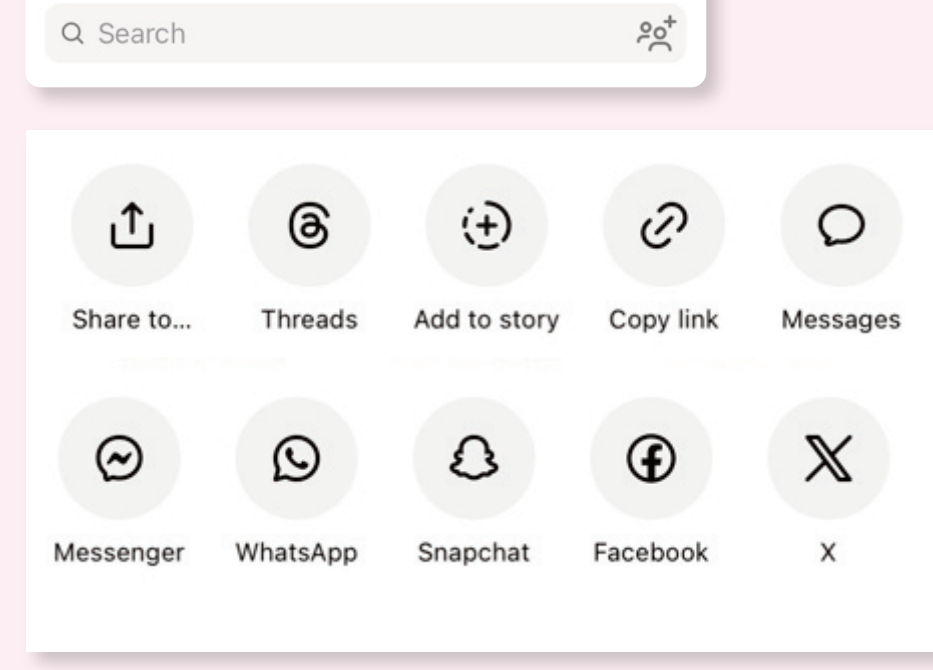 Search
Share to... Threads Add to story Copy link Messages
Messenger WhatsApp Snapchat Facebook X